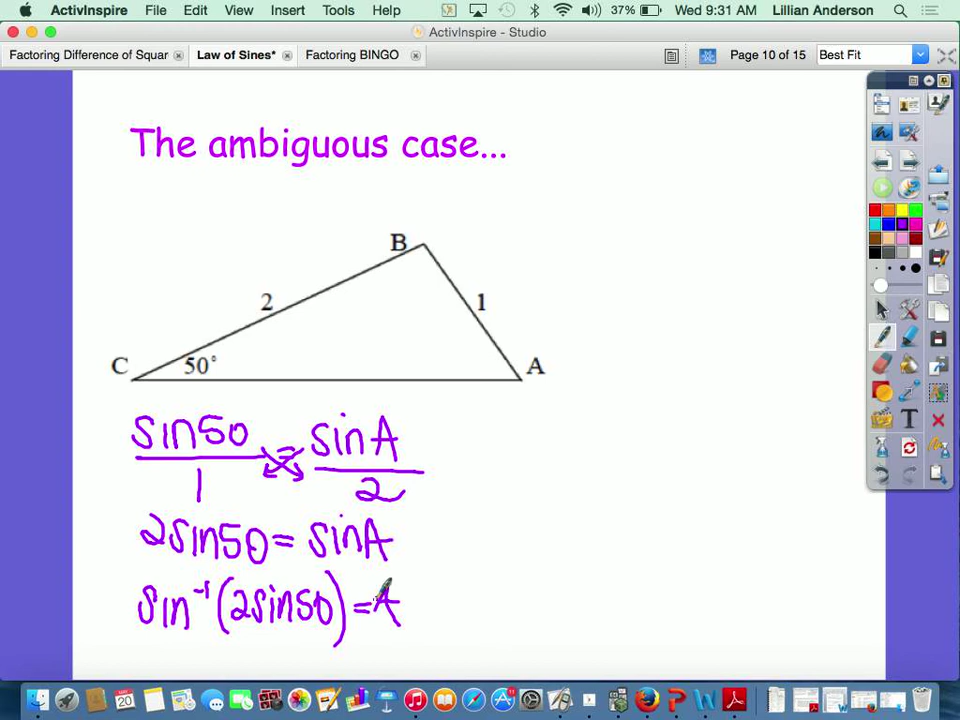 ActivInspire File Edit View Insert Tools Help 37% Wed 9:31 AM Lillian Anderson
ActivInspire - Studio
Factoring Difference of Squar Law of Sines* Factoring BINGO Page 10 of 15 Best Fit
The ambiguous case...
B
2 1
C 50° A
sin50/1 = sinA/2
2sin50 = sinA
sin⁻¹(2sin50) = A